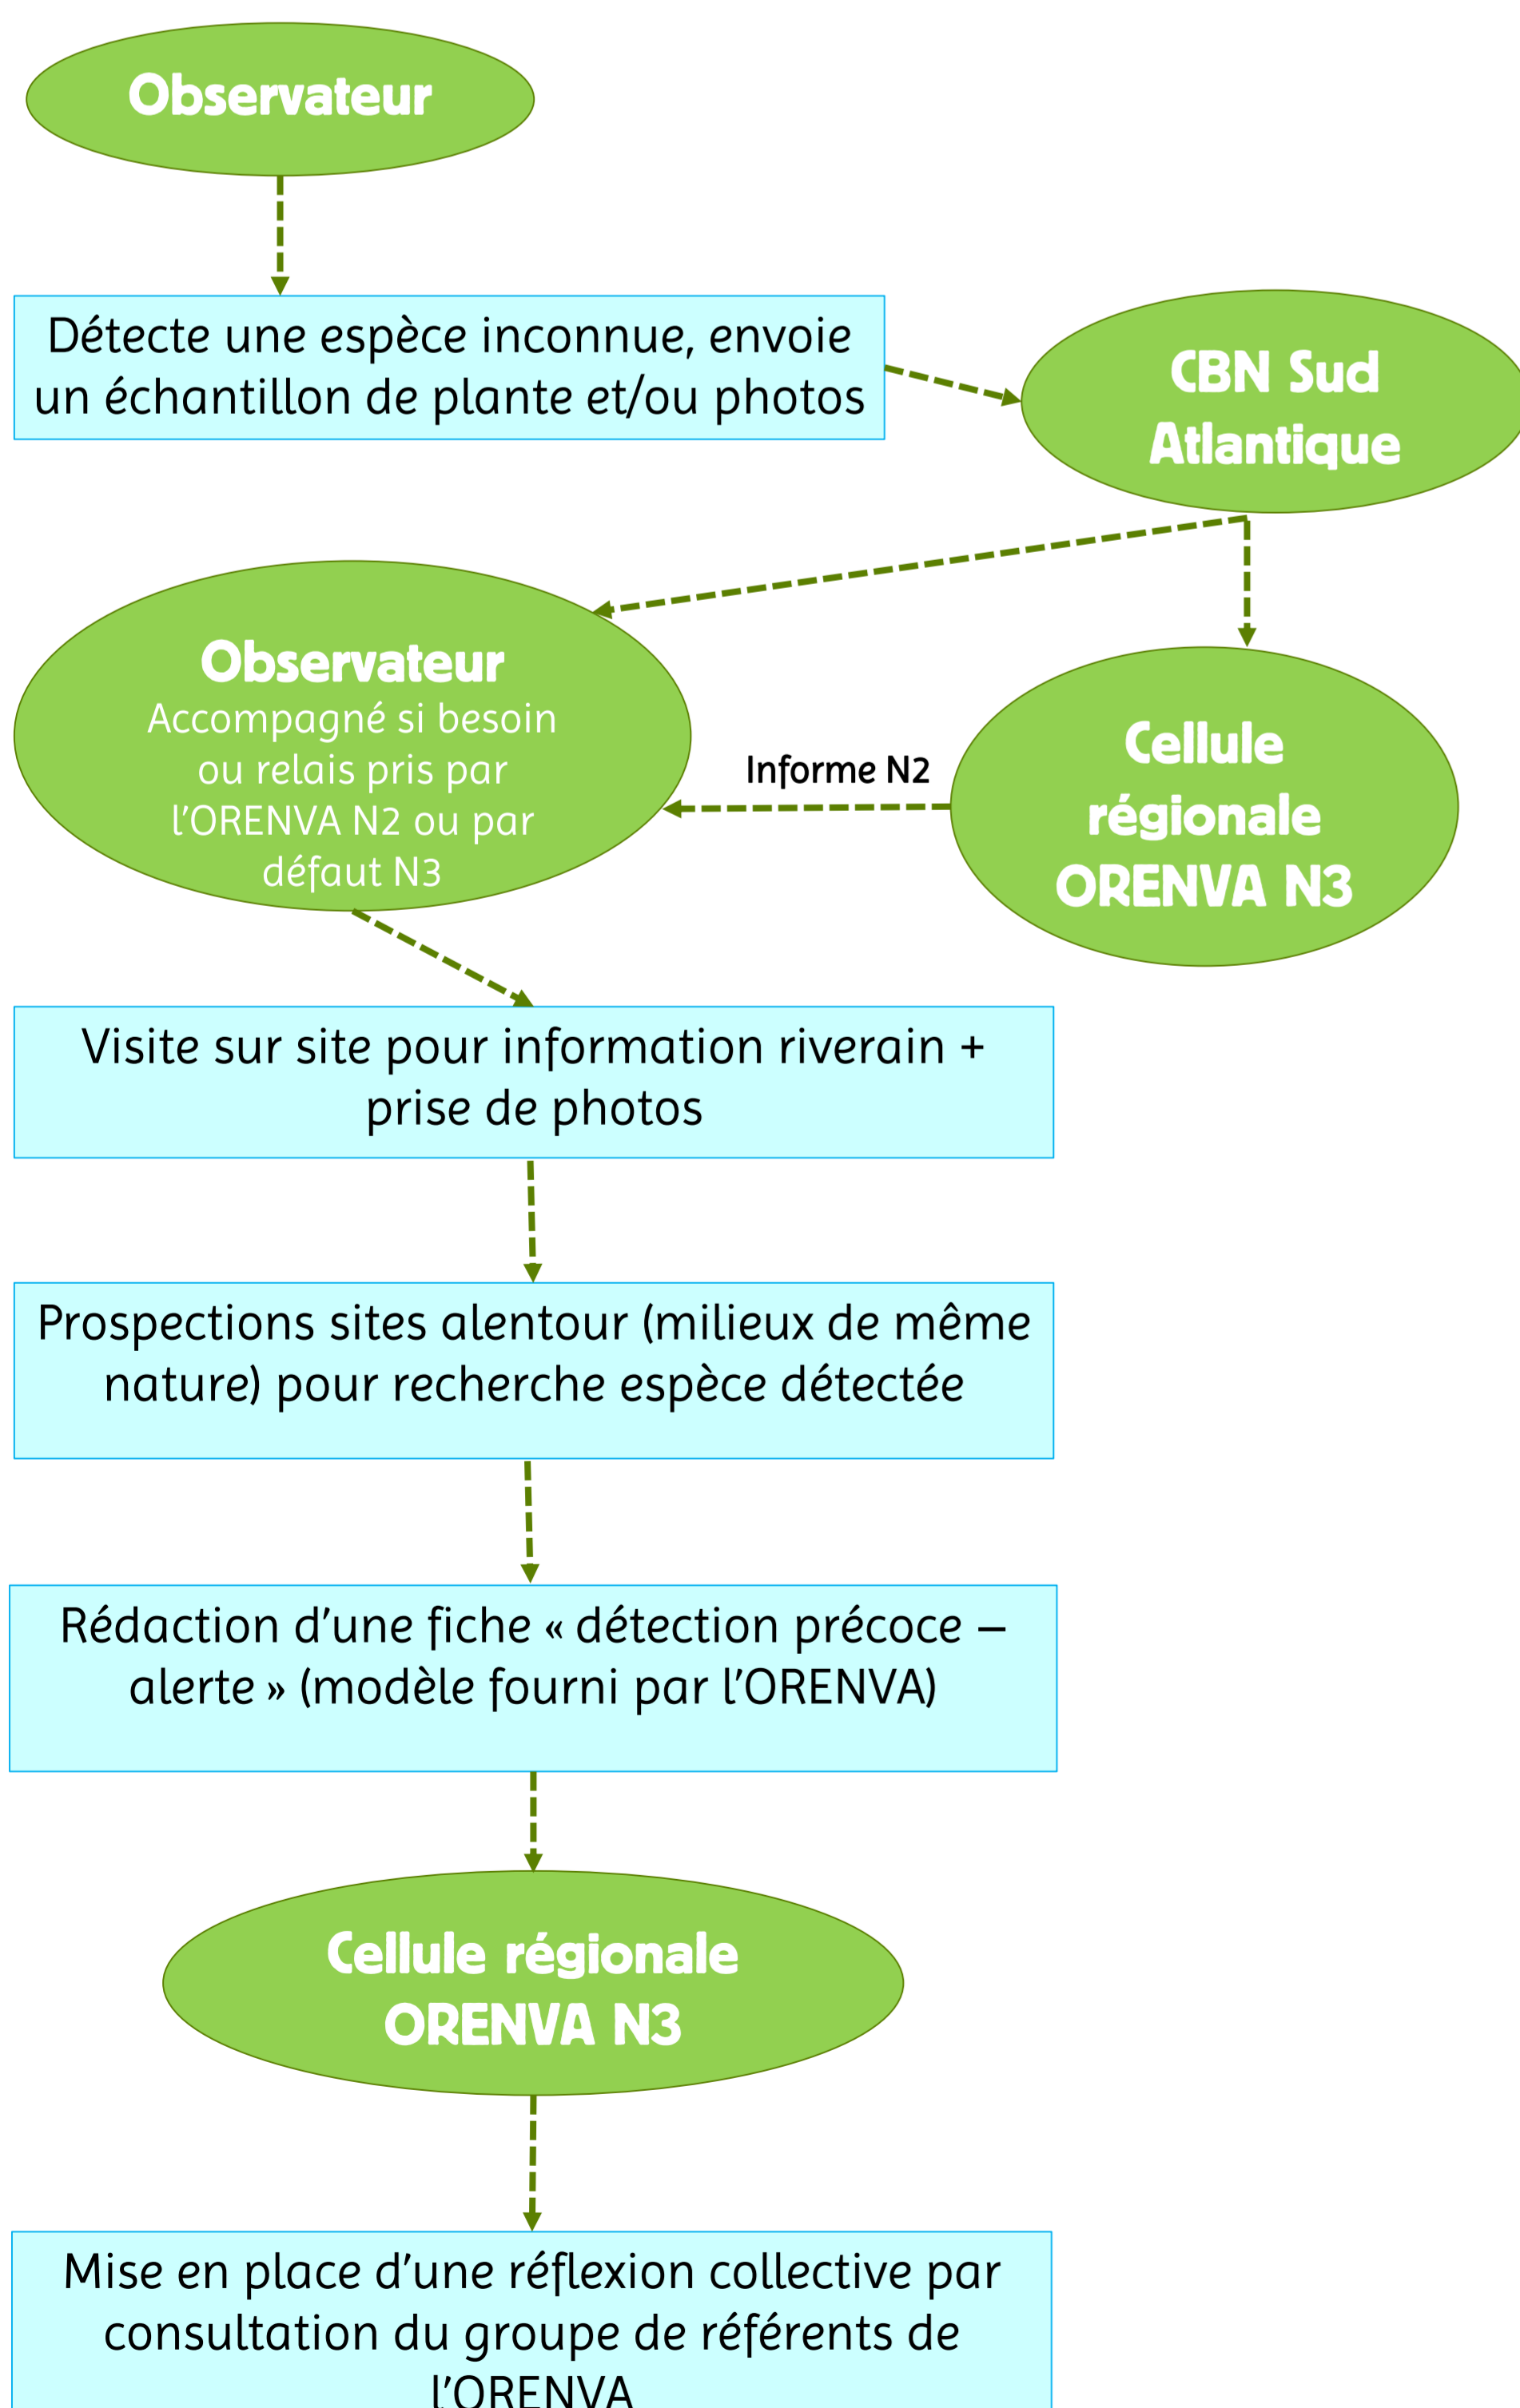 Observateur
Détecte une espèce inconnue, envoie
un échantillon de plante et/ou photos
CBN Sud
Atlantique
Observateur
Accompagné si besoin
ou relais pris par
l’ORENVA N2 ou par
défaut N3
Informe N2
Cellule
régionale
ORENVA N3
Visite sur site pour information riverain +
prise de photos
Prospections sites alentour (milieux de même
nature) pour recherche espèce détectée
Rédaction d’une fiche « détection précoce –
alerte » (modèle fourni par l’ORENVA)
Cellule régionale
ORENVA N3
Mise en place d’une réflexion collective par
consultation du groupe de référents de
l’ORENVA